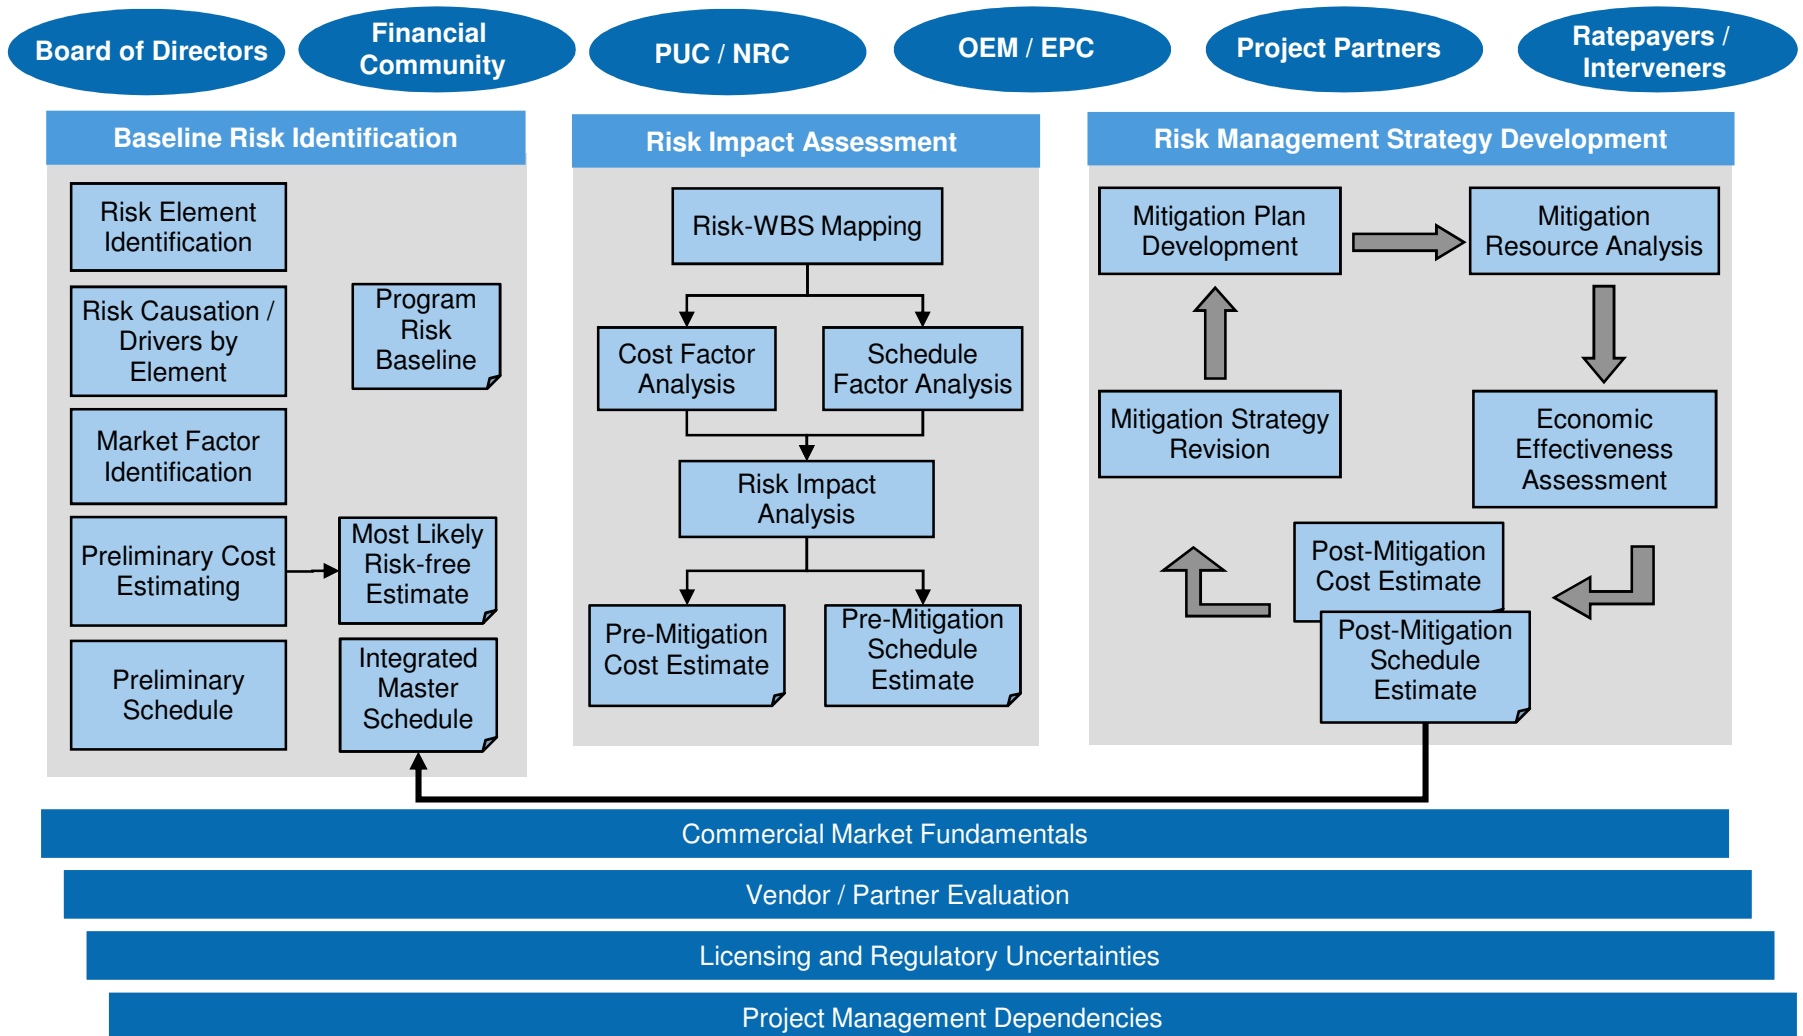 Board of Directors
Financial
Community
PUC / NRC
OEM / EPC
Project Partners
Ratepayers /
Interveners
Baseline Risk Identification
Risk Element
Identification
Risk Causation /
Drivers by
Element
Program
Risk
Baseline
Market Factor
Identification
Preliminary Cost
Estimating
Most Likely
Risk-free
Estimate
Preliminary
Schedule
Integrated
Master
Schedule
Risk Impact Assessment
Risk-WBS Mapping
Cost Factor
Analysis
Schedule
Factor Analysis
Risk Impact
Analysis
Pre-Mitigation
Cost Estimate
Pre-Mitigation
Schedule
Estimate
Risk Management Strategy Development
Mitigation Plan
Development
Mitigation
Resource Analysis
Mitigation Strategy
Revision
Economic
Effectiveness
Assessment
Post-Mitigation
Cost Estimate
Post-Mitigation
Schedule
Estimate
Commercial Market Fundamentals
Vendor / Partner Evaluation
Licensing and Regulatory Uncertainties
Project Management Dependencies